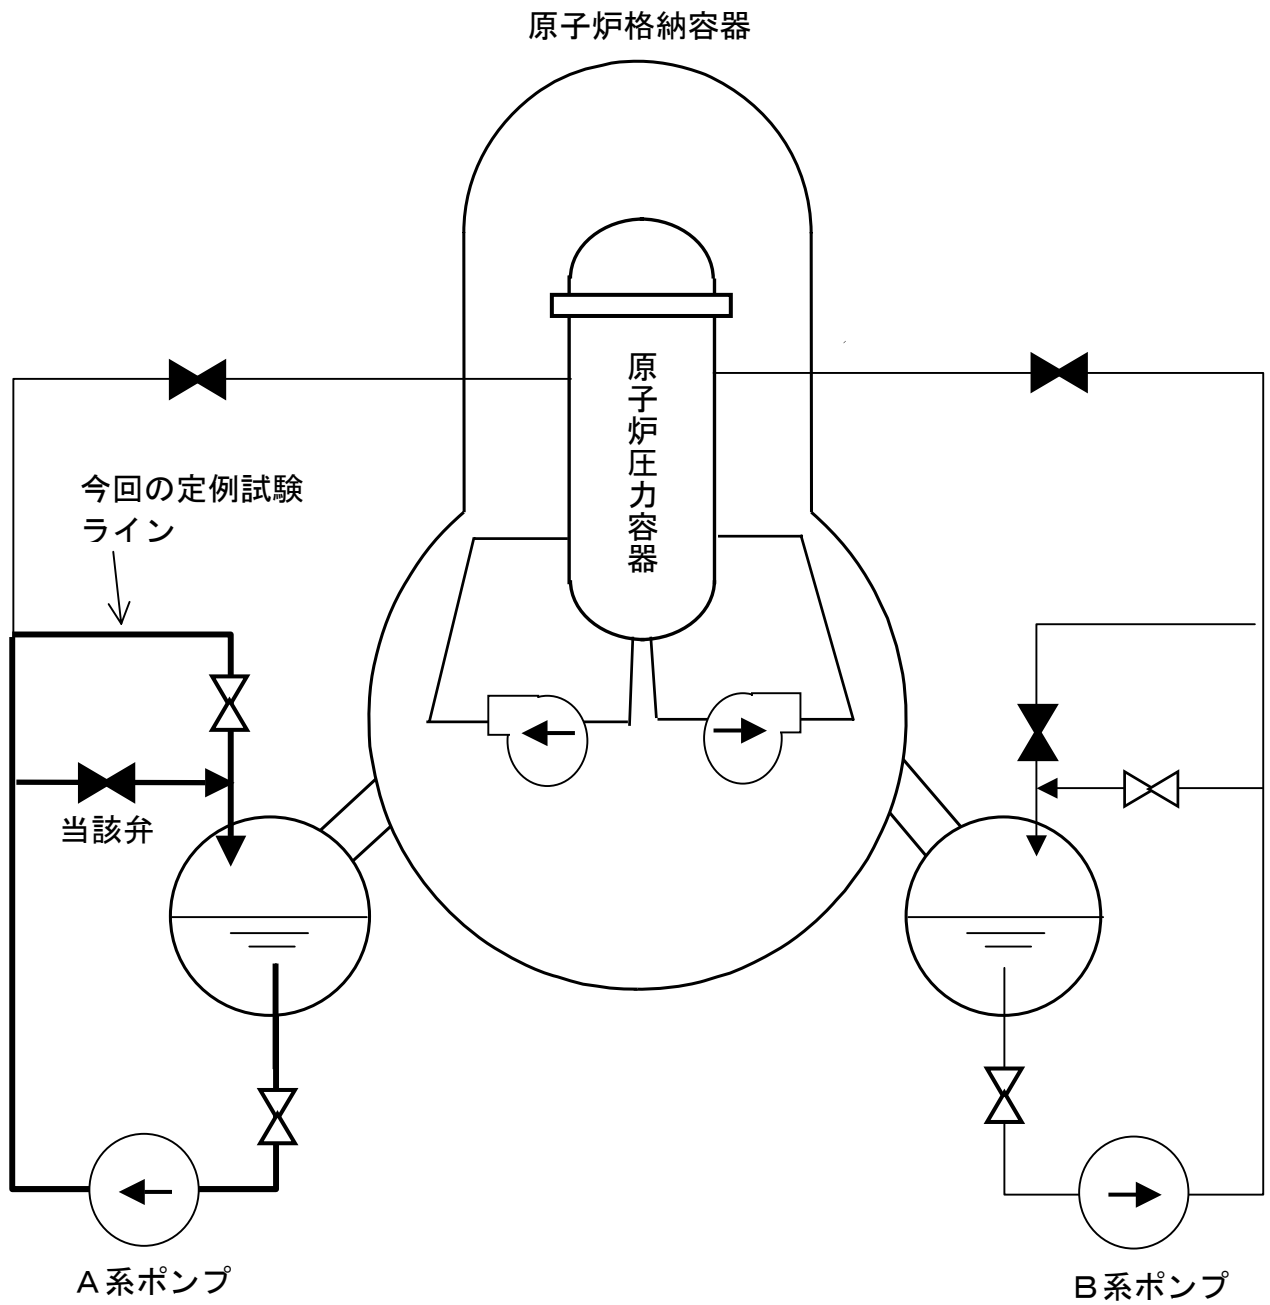 原子炉格納容器
原子炉圧力容器
今回の定例試験
ライン
当該弁
A系ポンプ
B系ポンプ